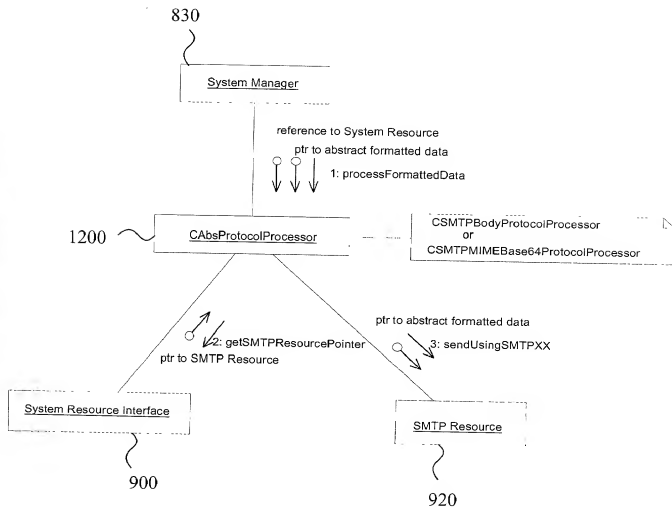 830
System Manager
reference to System Resource
ptr to abstract formatted data
1: processFormattedData
1200
CAbsProtocolProcessor
CSMTPBodyProtocolProcessor
or
CSMTPMIMEBase64ProtocolProcessor
2: getSMTPResourcePointer
ptr to SMTP Resource
ptr to abstract formatted data
3: sendUsingSMTPXX
System Resource Interface
SMTP Resource
900
920